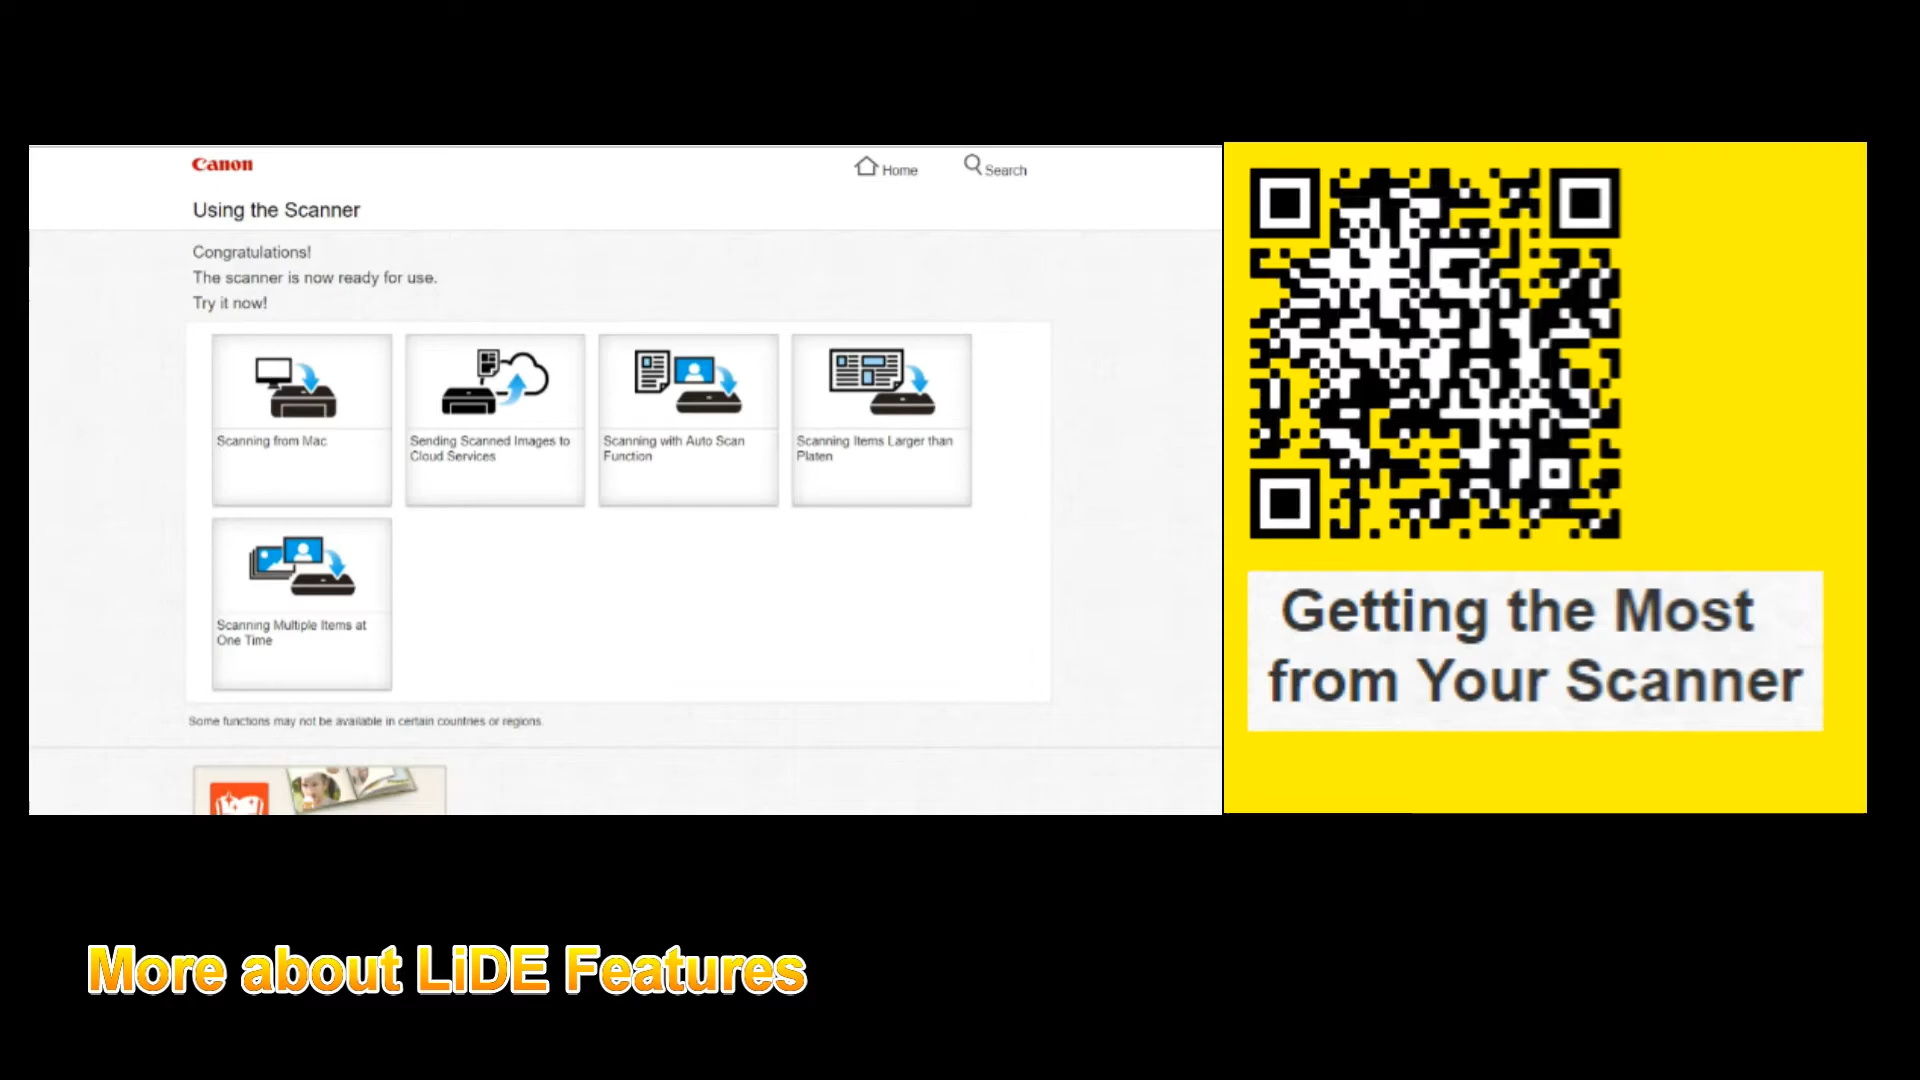 Canon
Home
Search
Using the Scanner
Congratulations!
The scanner is now ready for use.
Try it now!
Scanning from Mac
Sending Scanned Images to
Cloud Services
Scanning with Auto Scan
Function
Scanning Items Larger than
Platen
Scanning Multiple Items at
One Time
Some functions may not be available in certain countries or regions.
Getting the Most
from Your Scanner
More about LiDE Features